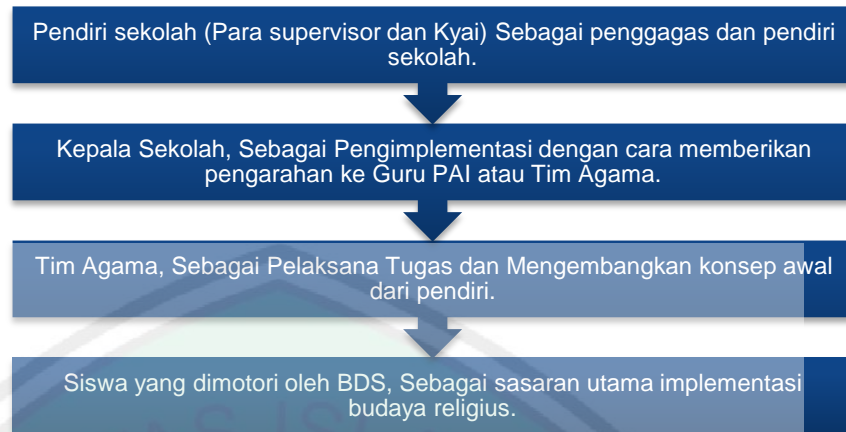 Pendiri sekolah (Para supervisor dan Kyai) Sebagai penggagas dan pendiri
sekolah.
Kepala Sekolah, Sebagai Pengimplementasi dengan cara memberikan
pengarahan ke Guru PAI atau Tim Agama.
Tim Agama, Sebagai Pelaksana Tugas dan Mengembangkan konsep awal
dari pendiri.
Siswa yang dimotori oleh BDS, Sebagai sasaran utama implementasi
budaya religius.